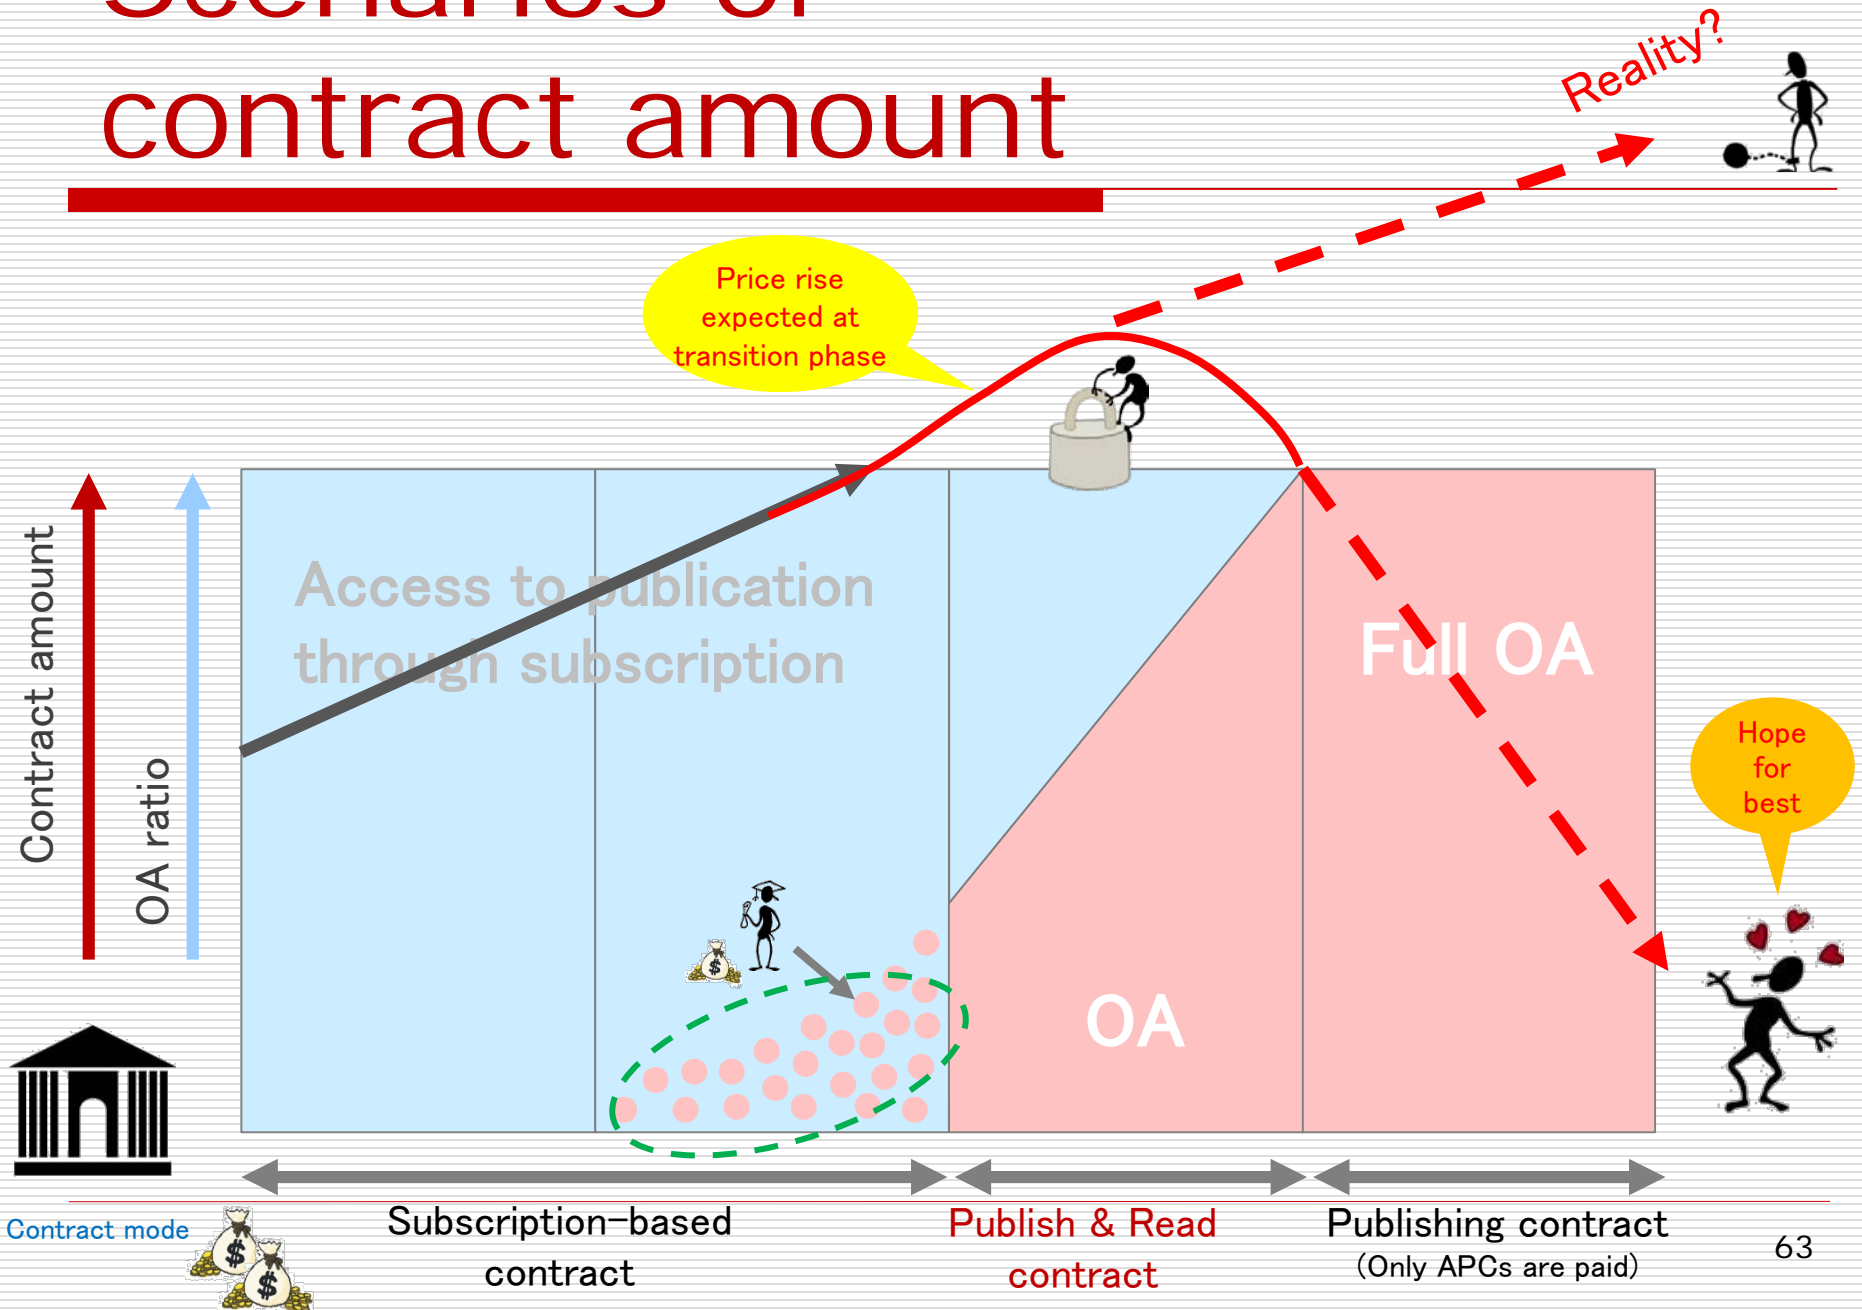 Scenarios of
contract amount
Reality?
Price rise
expected at
transition phase
Access to publication
through subscription
Full OA
Contract amount
OA ratio
Hope
for
best
$
OA
Subscription-based
contract
Publish & Read
contract
Publishing contract
(Only APCs are paid)
Contract mode
$
$
63